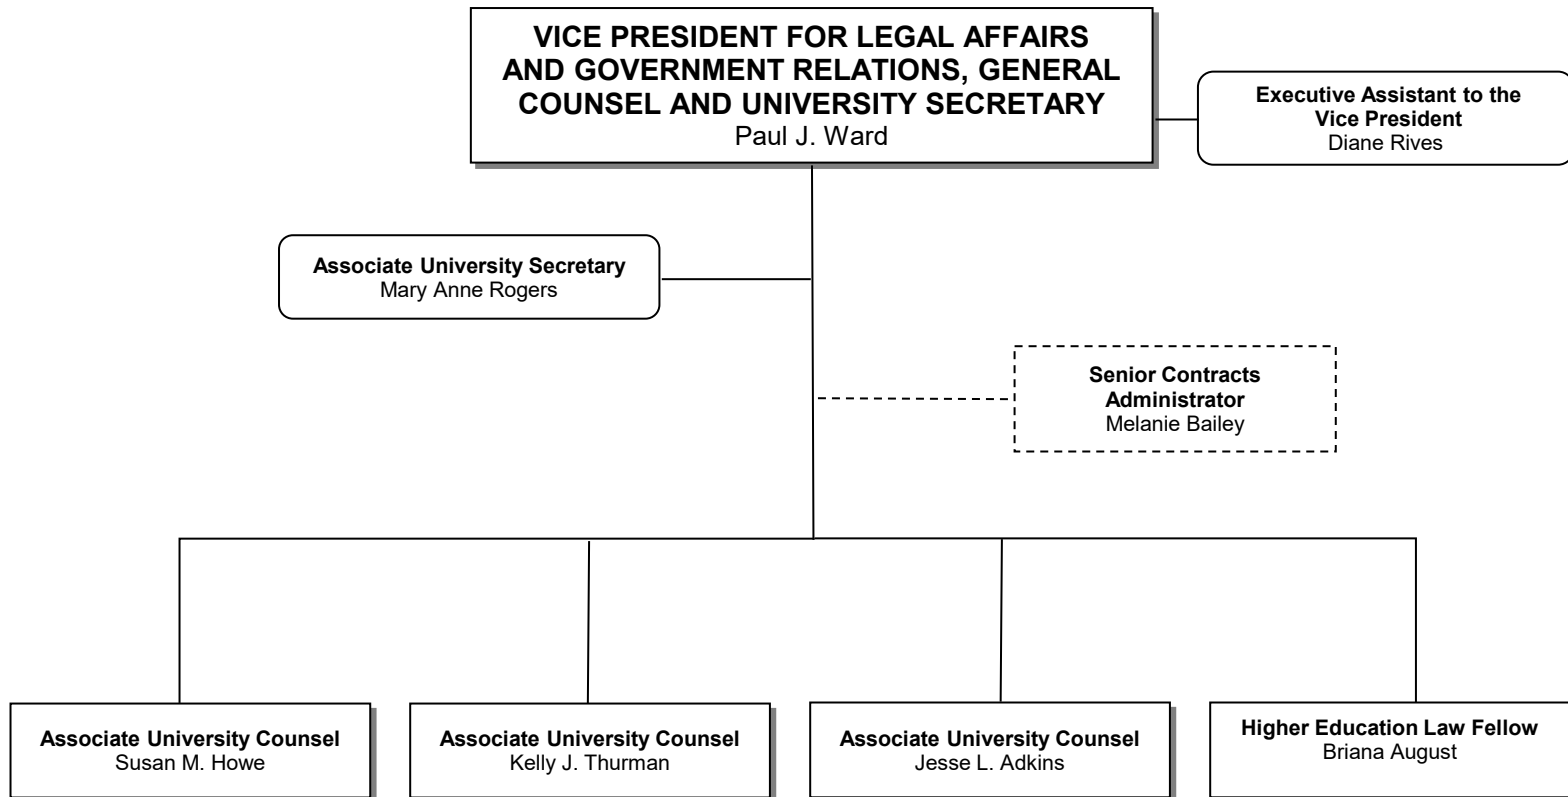 VICE PRESIDENT FOR LEGAL AFFAIRS
AND GOVERNMENT RELATIONS, GENERAL
COUNSEL AND UNIVERSITY SECRETARY
Paul J. Ward
Executive Assistant to the
Vice President
Diane Rives
Associate University Secretary
Mary Anne Rogers
Senior Contracts
Administrator
Melanie Bailey
Associate University Counsel
Susan M. Howe
Associate University Counsel
Kelly J. Thurman
Associate University Counsel
Jesse L. Adkins
Higher Education Law Fellow
Briana August